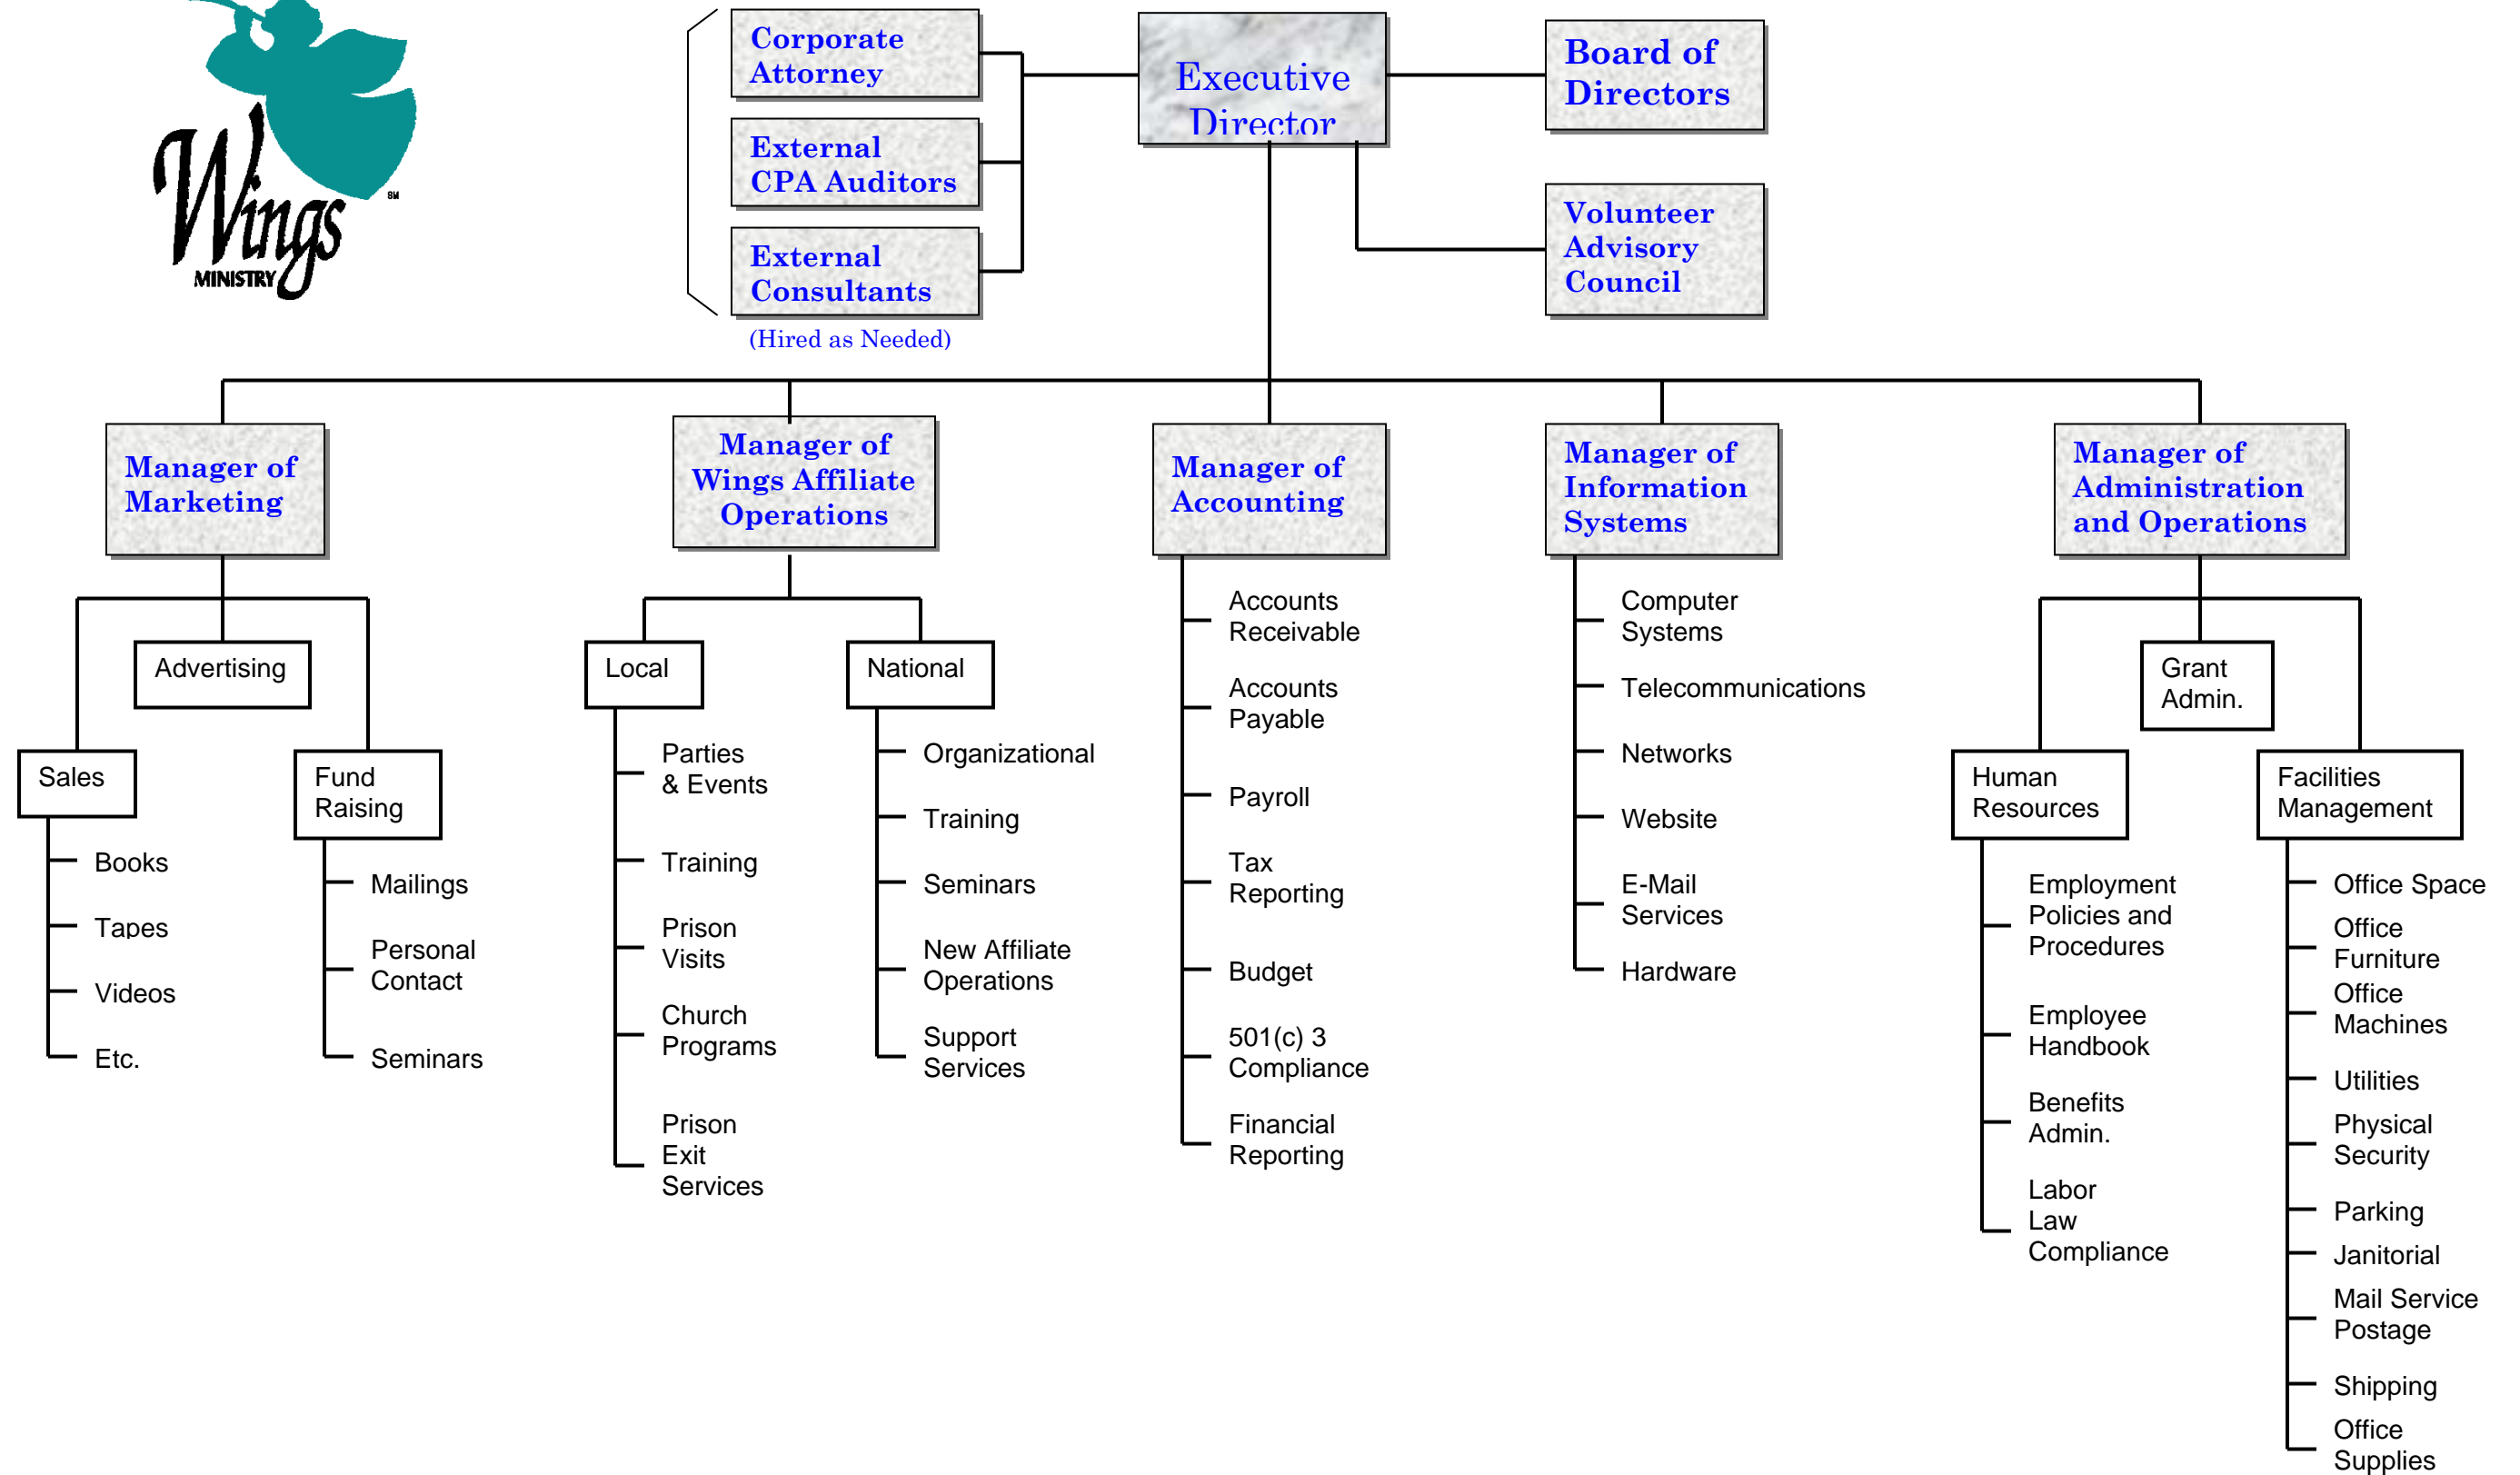 Wings
SM
MINISTRY
Corporate
Attorney
External
CPA Auditors
External
Consultants
(Hired as Needed)
Executive
Director
Board of
Directors
Volunteer
Advisory
Council
Manager of
Marketing
Manager of
Wings Affiliate
Operations
Manager of
Accounting
Manager of
Information
Systems
Manager of
Administration
and Operations
Advertising
Sales
Books
Tapes
Videos
Etc.
Fund
Raising
Mailings
Personal
Contact
Seminars
Local
Parties
& Events
Training
Prison
Visits
Church
Programs
Prison
Exit
Services
National
Organizational
Training
Seminars
New Affiliate
Operations
Support
Services
Accounts
Receivable
Accounts
Payable
Payroll
Tax
Reporting
Budget
501(c) 3
Compliance
Financial
Reporting
Computer
Systems
Telecommunications
Networks
Website
E-Mail
Services
Hardware
Grant
Admin.
Human
Resources
Employment
Policies and
Procedures
Employee
Handbook
Benefits
Admin.
Labor
Law
Compliance
Facilities
Management
Office Space
Office
Furniture
Office
Machines
Utilities
Physical
Security
Parking
Janitorial
Mail Service
Postage
Shipping
Office
Supplies